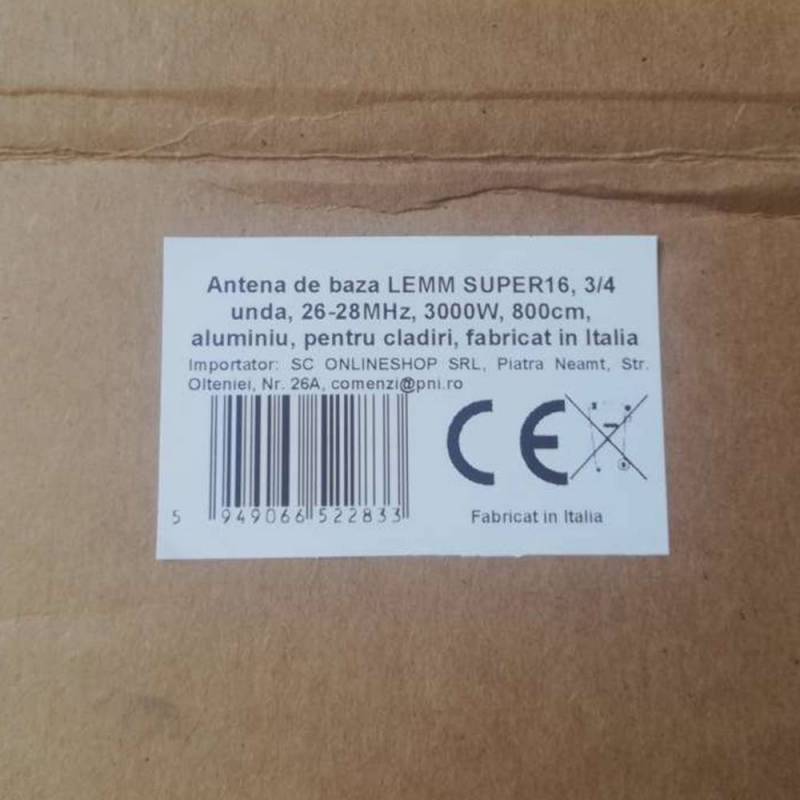 Antena de baza LEMM SUPER16, 3/4
unda, 26-28MHz, 3000W, 800cm,
aluminiu, pentru cladiri, fabricat in Italia
Importator: SC ONLINESHOP SRL, Piatra Neamt, Str.
Olteniei, Nr. 26A, comenzi@pni.ro
CE
5 949066 522833
Fabricat in Italia